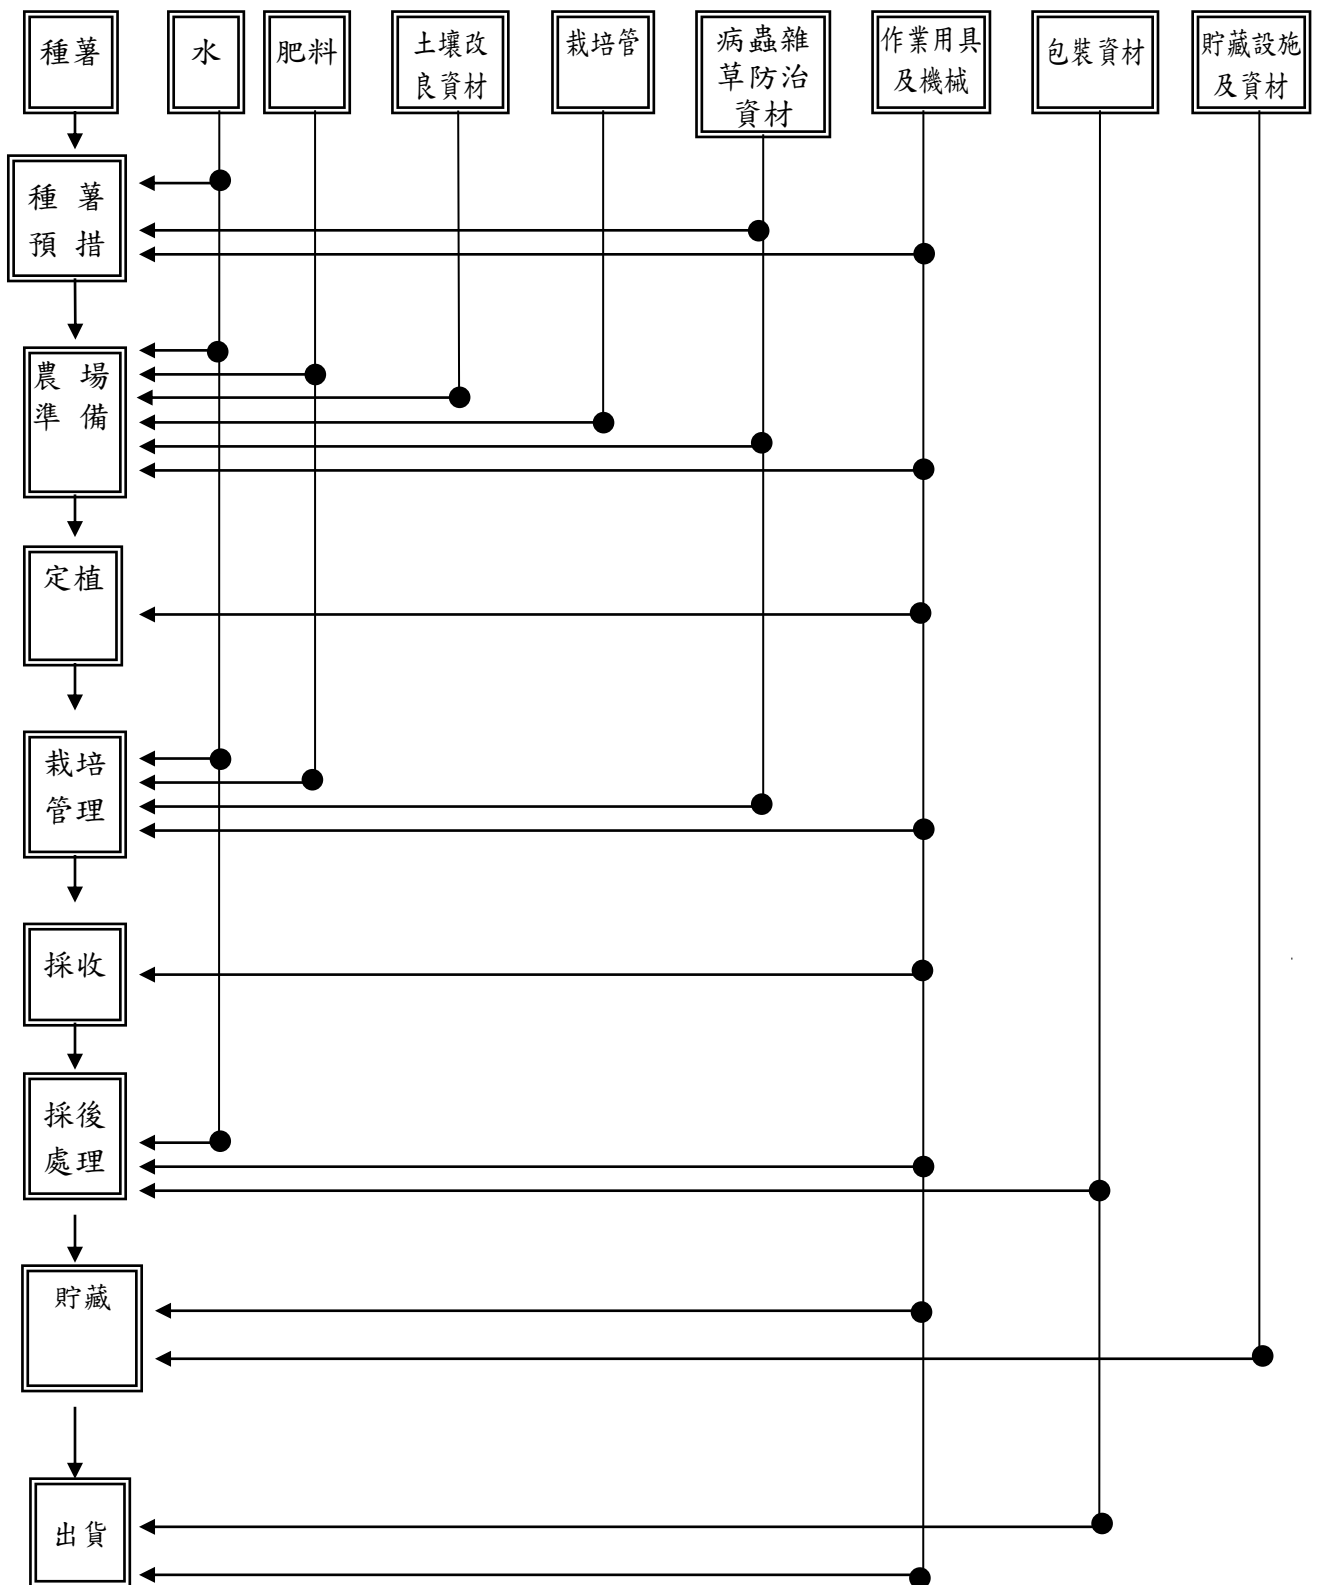 種薯
水
肥料
土壤改
良資材
栽培管
病蟲雜
草防治
資材
作業用具
及機械
包裝資材
貯藏設施
及資材
種 薯
預 措
農 場
準 備
定植
栽培
管理
採收
採後
處理
貯藏
出貨